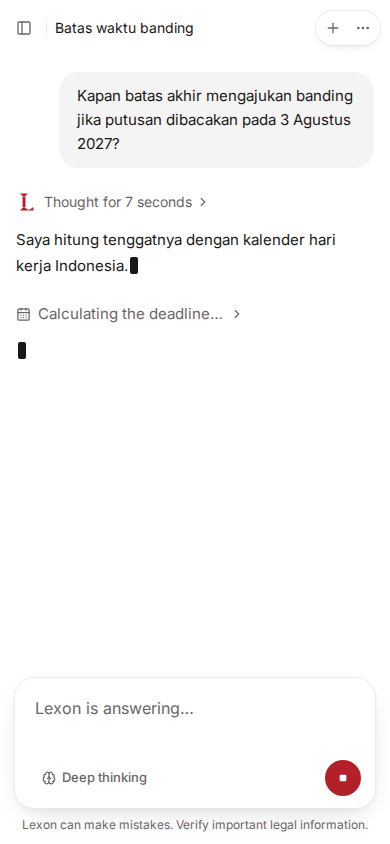 Batas waktu banding
Kapan batas akhir mengajukan banding
jika putusan dibacakan pada 3 Agustus
2027?
L Thought for 7 seconds
Saya hitung tenggatnya dengan kalender hari
kerja Indonesia.
Calculating the deadline...
Lexon is answering...
Deep thinking
Lexon can make mistakes. Verify important legal information.